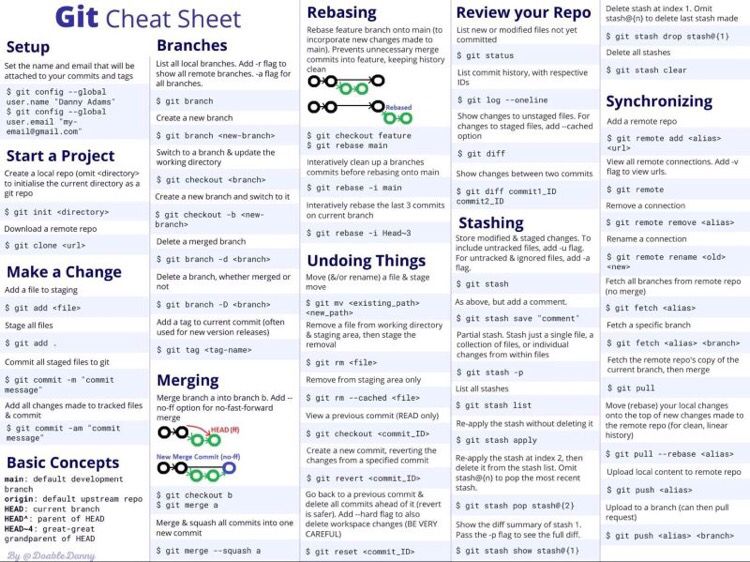 Git Cheat Sheet
Setup
Set the name and email that will be
attached to your commits and tags
$ git config --global
user.name "Danny Adams"
$ git config --global
user.email "my-
email@gmail.com"
Start a Project
Create a local repo (omit <directory>
to initialise the current directory as a
git repo
$ git init <directory>
Download a remote repo
$ git clone <url>
Make a Change
Add a file to staging
$ git add <file>
Stage all files
$ git add .
Commit all staged files to git
$ git commit -m "commit
message"
Add all changes made to tracked files
& commit
$ git commit -am "commit
message"
Basic Concepts
main: default development
branch
origin: default upstream repo
HEAD: current branch
HEAD^: parent of HEAD
HEAD~4: great-great
grandparent of HEAD
By @DoableDanny
Branches
List all local branches. Add -r flag to
show all remote branches. -a flag for
all branches.
$ git branch
Create a new branch
$ git branch <new-branch>
Switch to a branch & update the
working directory
$ git checkout <branch>
Create a new branch and switch to it
$ git checkout -b <new-
branch>
Delete a merged branch
$ git branch -d <branch>
Delete a branch, whether merged or
not
$ git branch -D <branch>
Add a tag to current commit (often
used for new version releases)
$ git tag <tag-name>
Merging
Merge branch a into branch b. Add --
no-ff option for no-fast-forward
merge
HEAD (ff)
New Merge Commit (no-ff)
$ git checkout b
$ git merge a
Merge & squash all commits into one
new commit
$ git merge --squash a
Rebasing
Rebase feature branch onto main (to
incorporate new changes made to
main). Prevents unnecessary merge
commits into feature, keeping history
clean
Rebased
$ git checkout feature
$ git rebase main
Interatively clean up a branches
commits before rebasing onto main
$ git rebase -i main
Interatively rebase the last 3 commits
on current branch
$ git rebase -i Head~3
Undoing Things
Move (&/or rename) a file & stage
move
$ git mv <existing_path>
<new_path>
Remove a file from working directory
& staging area, then stage the
removal
$ git rm <file>
Remove from staging area only
$ git rm --cached <file>
View a previous commit (READ only)
$ git checkout <commit_ID>
Create a new commit, reverting the
changes from a specified commit
$ git revert <commit_ID>
Go back to a previous commit &
delete all commits ahead of it (revert
is safer). Add --hard flag to also
delete workspace changes (BE VERY
CAREFUL)
$ git reset <commit_ID>
Review your Repo
List new or modified files not yet
committed
$ git status
List commit history, with respective
IDs
$ git log --oneline
Show changes to unstaged files. For
changes to staged files, add --cached
option
$ git diff
Show changes between two commits
$ git diff commit1_ID
commit2_ID
Stashing
Store modified & staged changes. To
include untracked files, add -u flag.
For untracked & ignored files, add -a
flag.
$ git stash
As above, but add a comment.
$ git stash save "comment"
Partial stash. Stash just a single file, a
collection of files, or individual
changes from within files
$ git stash -p
List all stashes
$ git stash list
Re-apply the stash without deleting it
$ git stash apply
Re-apply the stash at index 2, then
delete it from the stash list. Omit
stash@{n} to pop the most recent
stash.
$ git stash pop stash@{2}
Show the diff summary of stash 1.
Pass the -p flag to see the full diff.
$ git stash show stash@{1}
Delete stash at index 1. Omit
stash@{n} to delete last stash made
$ git stash drop stash@{1}
Delete all stashes
$ git stash clear
Synchronizing
Add a remote repo
$ git remote add <alias>
<url>
View all remote connections. Add -v
flag to view urls.
$ git remote
Remove a connection
$ git remote remove <alias>
Rename a connection
$ git remote rename <old>
<new>
Fetch all branches from remote repo
(no merge)
$ git fetch <alias>
Fetch a specific branch
$ git fetch <alias> <branch>
Fetch the remote repo's copy of the
current branch, then merge
$ git pull
Move (rebase) your local changes
onto the top of new changes made to
the remote repo (for clean, linear
history)
$ git pull --rebase <alias>
Upload local content to remote repo
$ git push <alias>
Upload to a branch (can then pull
request)
$ git push <alias> <branch>